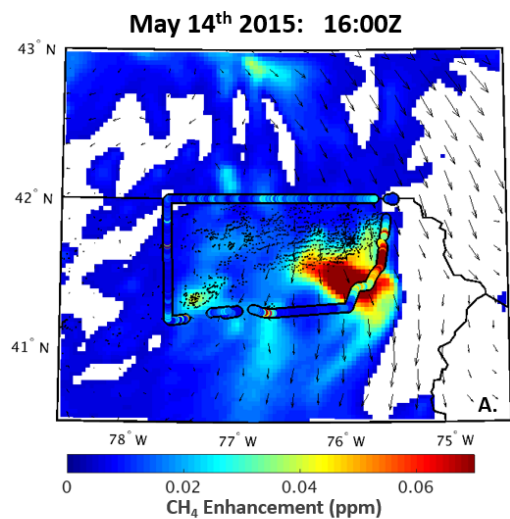 May 14th 2015: 16:00Z
43° N
42° N
41° N
A.
78° W 77° W 76° W 75° W
0 0.02 0.04 0.06
CH4 Enhancement (ppm)